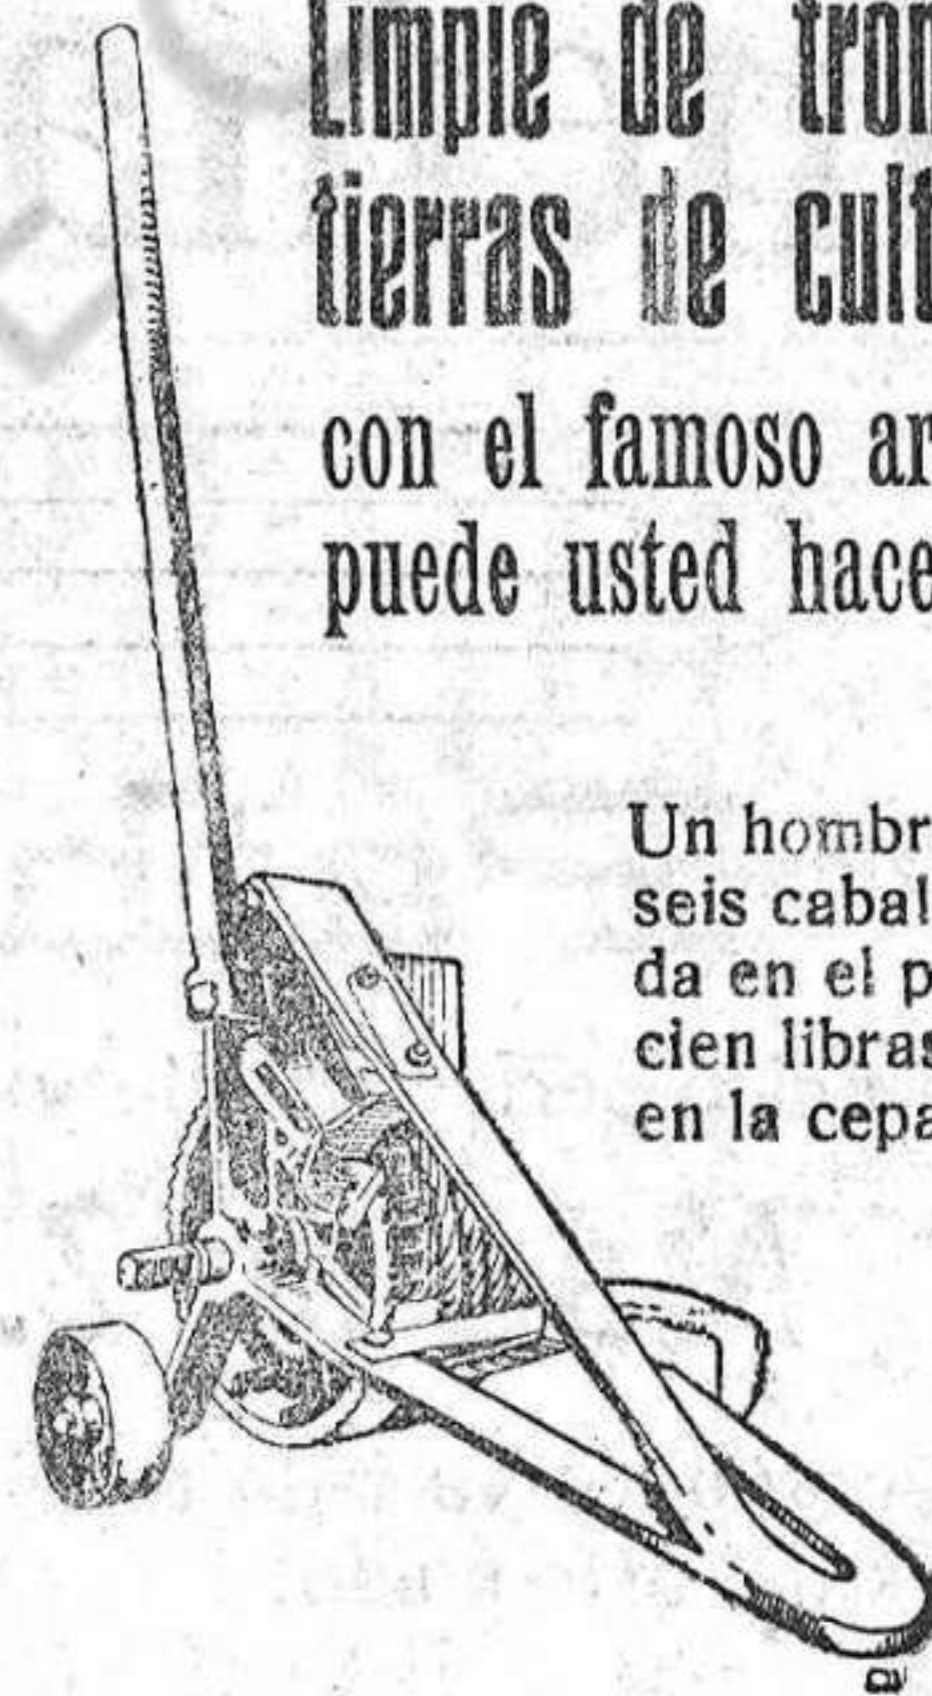 Limpie de tron
tierras de cult
con el famoso ar
puede usted hace
Un hombr
seis cabal
da en el p
cien libras
en la cepa
a